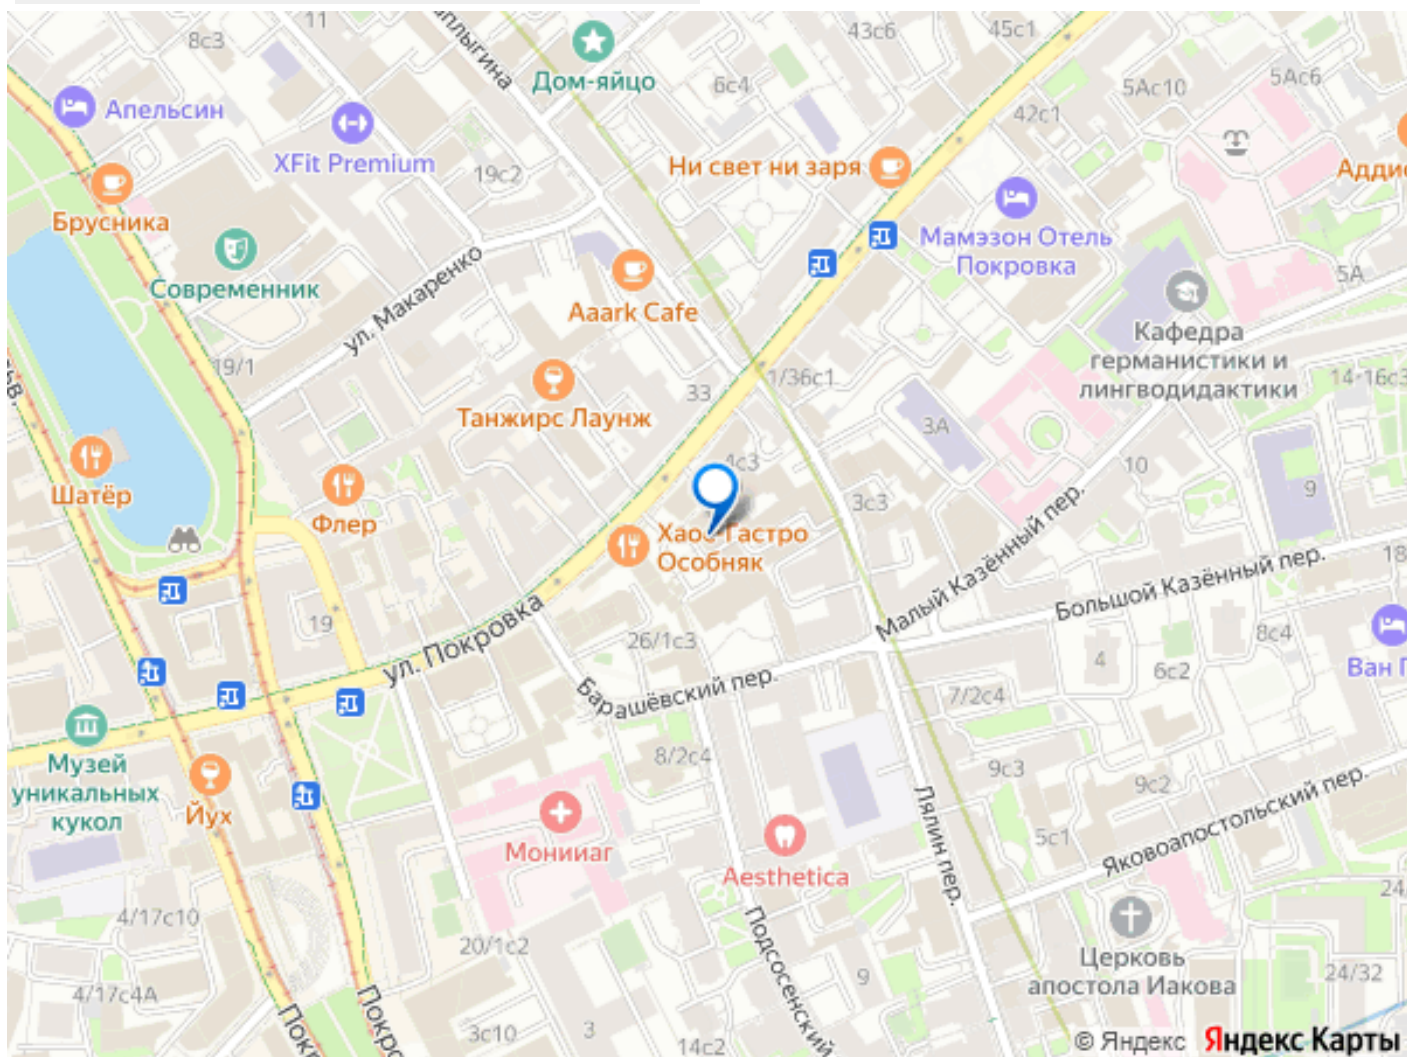 11
8с3
Чаплыгина
Дом-яйцо
43с6
45с1
6с4
5Ас10
5Ас6
42с1
Апельсин
XFit Premium
19с2
Ни свет ни заря
Брусника
Мамэзон Отель
Покровка
Современник
ул. Макаренко
Aaark Cafe
5А
Кафедра
германистики и
лингводидактики
19/1
Танжирс Лаунж
33
1/36с1
14-16с3
3А
4с3
10
9
Шатёр
Флер
3с3
Хаос-Гастро
Особняк
Малый Казённый пер.
Большой Казённый пер.
18
19
ул. Покровка
26/1с3
Барашёвский пер.
4
6с2
8с4
7/2с4
Музей
уникальных
кукол
Йух
8/2с4
9с3
9с2
Мониаг
Aesthetica
Лялин пер.
5с1
Яковоапостольский пер.
4/17с10
20/1с2
Подсосенский
9
Церковь
апостола Иакова
24/32
4/17с4А
3с10
3
14с2
© Яндекс Яндекс Карты